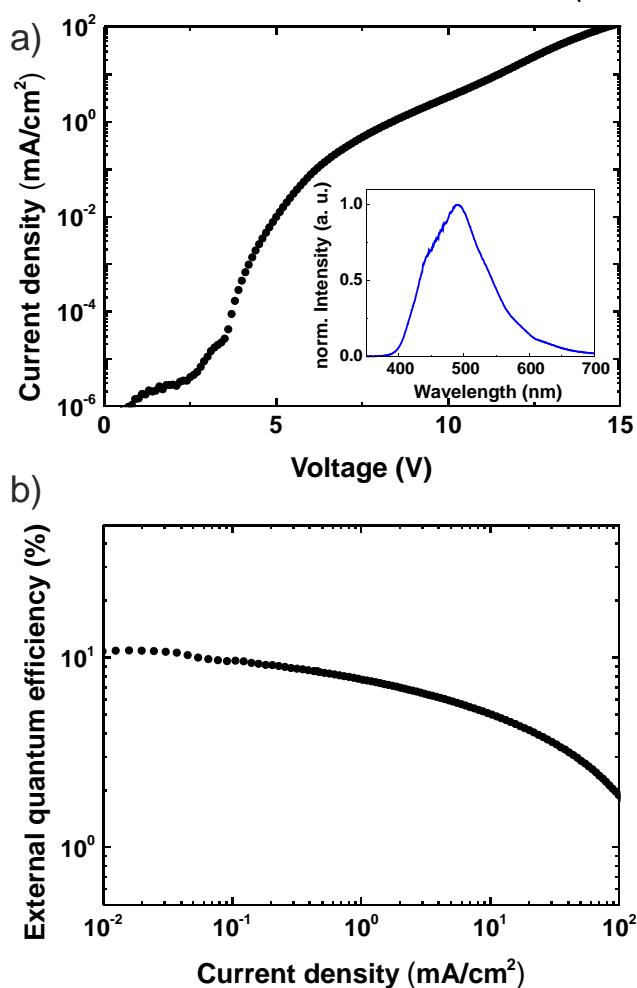 (
a)
10²
10⁰
10⁻²
10⁻⁴
10⁻⁶
Current density (mA/cm²)
0 5 10 15
Voltage (V)
1.0
0.5
0.0
norm. Intensity (a. u.)
400 500 600 700
Wavelength (nm)
b)
10¹
10⁰
External quantum efficiency (%)
10⁻² 10⁻¹ 10⁰ 10¹ 10²
Current density (mA/cm²)